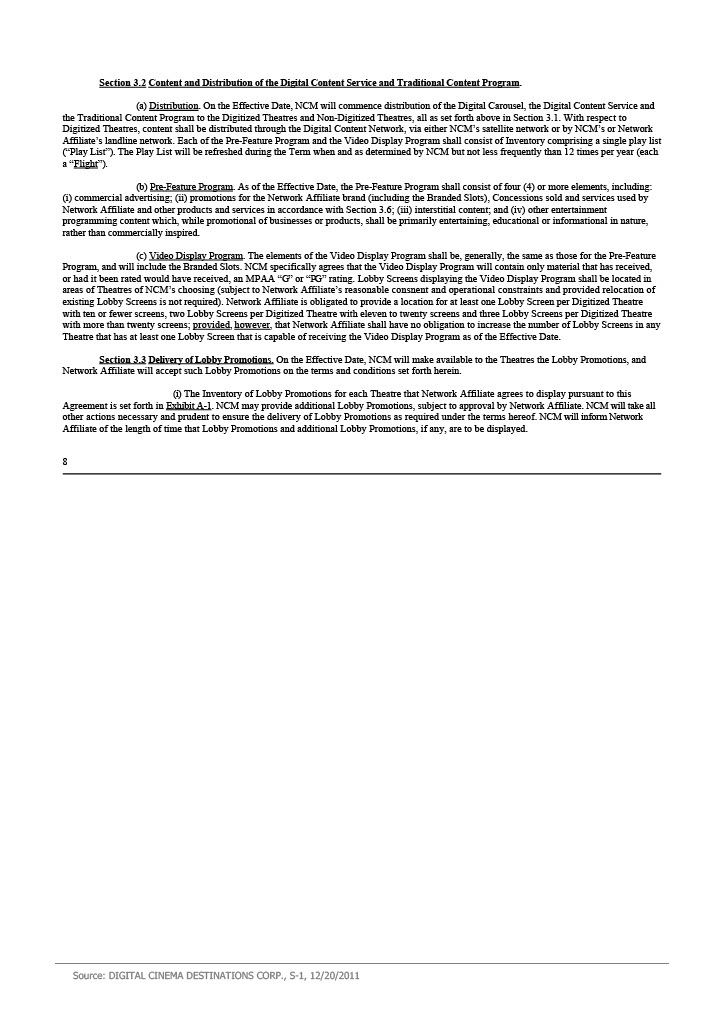 Section 3.2 Content and Distribution of the Digital Content Service and Traditional Content Program.
(a) Distribution. On the Effective Date, NCM will commence distribution of the Digital Carousel, the Digital Content Service and
the Traditional Content Program to the Digitized Theatres and Non-Digitized Theatres, all as set forth above in Section 3.1. With respect to
Digitized Theatres, content shall be distributed through the Digital Content Network, via either NCM’s satellite network or by NCM’s or Network
Affiliate’s landline network. Each of the Pre-Feature Program and the Video Display Program shall consist of Inventory comprising a single play list
(“Play List”). The Play List will be refreshed during the Term when and as determined by NCM but not less frequently than 12 times per year (each
a “Flight”).
(b) Pre-Feature Program. As of the Effective Date, the Pre-Feature Program shall consist of four (4) or more elements, including:
(i) commercial advertising; (ii) promotions for the Network Affiliate brand (including the Branded Slots), Concessions sold and services used by
Network Affiliate and other products and services in accordance with Section 3.6; (iii) interstitial content; and (iv) other entertainment
programming content which, while promotional of businesses or products, shall be primarily entertaining, educational or informational in nature,
rather than commercially inspired.
(c) Video Display Program. The elements of the Video Display Program shall be, generally, the same as those for the Pre-Feature
Program, and will include the Branded Slots. NCM specifically agrees that the Video Display Program will contain only material that has received,
or had it been rated would have received, an MPAA “G” or “PG” rating. Lobby Screens displaying the Video Display Program shall be located in
areas of Theatres of NCM’s choosing (subject to Network Affiliate’s reasonable consnent and operational constraints and provided relocation of
existing Lobby Screens is not required). Network Affiliate is obligated to provide a location for at least one Lobby Screen per Digitized Theatre
with ten or fewer screens, two Lobby Screens per Digitized Theatre with eleven to twenty screens and three Lobby Screens per Digitized Theatre
with more than twenty screens; provided, however, that Network Affiliate shall have no obligation to increase the number of Lobby Screens in any
Theatre that has at least one Lobby Screen that is capable of receiving the Video Display Program as of the Effective Date.
Section 3.3 Delivery of Lobby Promotions. On the Effective Date, NCM will make available to the Theatres the Lobby Promotions, and
Network Affiliate will accept such Lobby Promotions on the terms and conditions set forth herein.
(i) The Inventory of Lobby Promotions for each Theatre that Network Affiliate agrees to display pursuant to this
Agreement is set forth in Exhibit A-1. NCM may provide additional Lobby Promotions, subject to approval by Network Affiliate. NCM will take all
other actions necessary and prudent to ensure the delivery of Lobby Promotions as required under the terms hereof. NCM will inform Network
Affiliate of the length of time that Lobby Promotions and additional Lobby Promotions, if any, are to be displayed.
8
Source: DIGITAL CINEMA DESTINATIONS CORP., S-1, 12/20/2011